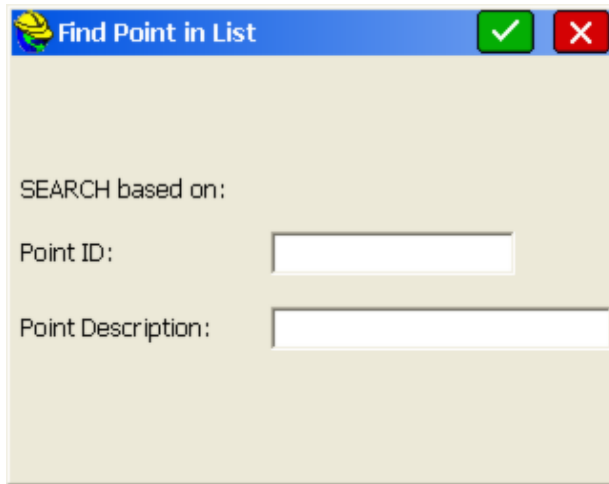 Find Point in List
SEARCH based on:
Point ID:
Point Description: